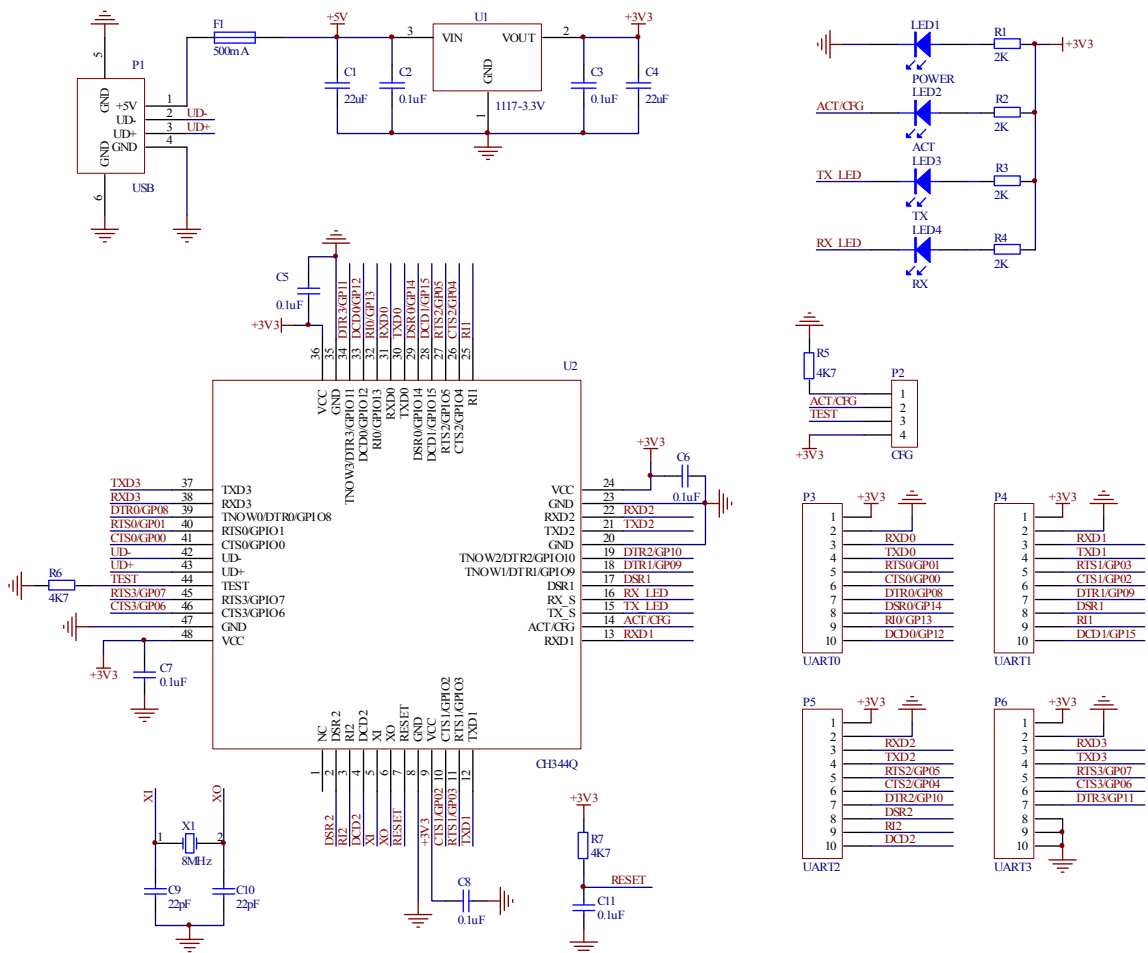 F1
500mA
+5V
U1
+3V3
3
VIN
VOUT
2
GND
1
1117-3.3V
C1
22uF
C2
0.1uF
C3
0.1uF
C4
22uF
P1
5
GND
+5V
UD-
UD+
GND
GND
1
2
3
4
UD-
UD+
6
USB
LED1
R1
2K
+3V3
POWER
LED2
ACT/CFG
R2
2K
ACT
LED3
TX_LED
R3
2K
TX
LED4
RX_LED
R4
2K
RX
C5
0.1uF
+3V3
DTR3/GP11
DCD0/GP12
RI0/GP13
RXD0
TXD0
DSR0/GP14
DCD1/GP15
RTS2/GP05
CTS2/GP04
RI1
36
35
34
33
32
31
30
29
28
27
26
25
U2
VCC
GND
TNOW3/DTR3/GPIO11
DCD0/GPIO12
RI0/GPIO13
RXD0
TXD0
DSR0/GPIO14
DCD1/GPIO15
RTS2/GPIO5
CTS2/GPIO4
RI1
TXD3 37 TXD3
RXD3 38 RXD3
DTR0/GP08 39 TNOW0/DTR0/GPIO8
RTS0/GP01 40 RTS0/GPIO1
CTS0/GP00 41 CTS0/GPIO0
UD- 42 UD-
UD+ 43 UD+
TEST 44 TEST
RTS3/GP07 45 RTS3/GPIO7
CTS3/GP06 46 CTS3/GPIO6
47 GND
48 VCC
R6
4K7
+3V3
C7
0.1uF
+3V3
C6
0.1uF
VCC 24
GND 23
RXD2 22 RXD2
TXD2 21 TXD2
GND 20
TNOW2/DTR2/GPIO10 19 DTR2/GP10
TNOW1/DTR1/GPIO9 18 DTR1/GP09
DSR1 17 DSR1
RX_S 16 RX_LED
TX_S 15 TX_LED
ACT/CFG 14 ACT/CFG
RXD1 13 RXD1
NC
DSR2
RI2
DCD2
XI
XO
RESET
GND
VCC
CTS1/GPIO2
RTS1/GPIO3
TXD1
CH344Q
1
2
3
4
5
6
7
8
9
10
11
12
DSR2
RI2
DCD2
XI
XO
RESET
+3V3
CTS1/GP02
RTS1/GP03
TXD1
C8
0.1uF
XI
XO
X1
1
2
8MHz
C9
22pF
C10
22pF
+3V3
R7
4K7
RESET
C11
0.1uF
R5
4K7
P2
1
ACT/CFG 2
TEST 3
4
+3V3
CFG
P3
+3V3
1
2
3 RXD0
4 TXD0
5 RTS0/GP01
6 CTS0/GP00
7 DTR0/GP08
8 DSR0/GP14
9 RI0/GP13
10 DCD0/GP12
UART0
P4
+3V3
1
2
3 RXD1
4 TXD1
5 RTS1/GP03
6 CTS1/GP02
7 DTR1/GP09
8 DSR1
9 RI1
10 DCD1/GP15
UART1
P5
+3V3
1
2
3 RXD2
4 TXD2
5 RTS2/GP05
6 CTS2/GP04
7 DTR2/GP10
8 DSR2
9 RI2
10 DCD2
UART2
P6
+3V3
1
2
3 RXD3
4 TXD3
5 RTS3/GP07
6 CTS3/GP06
7 DTR3/GP11
8
9
10
UART3